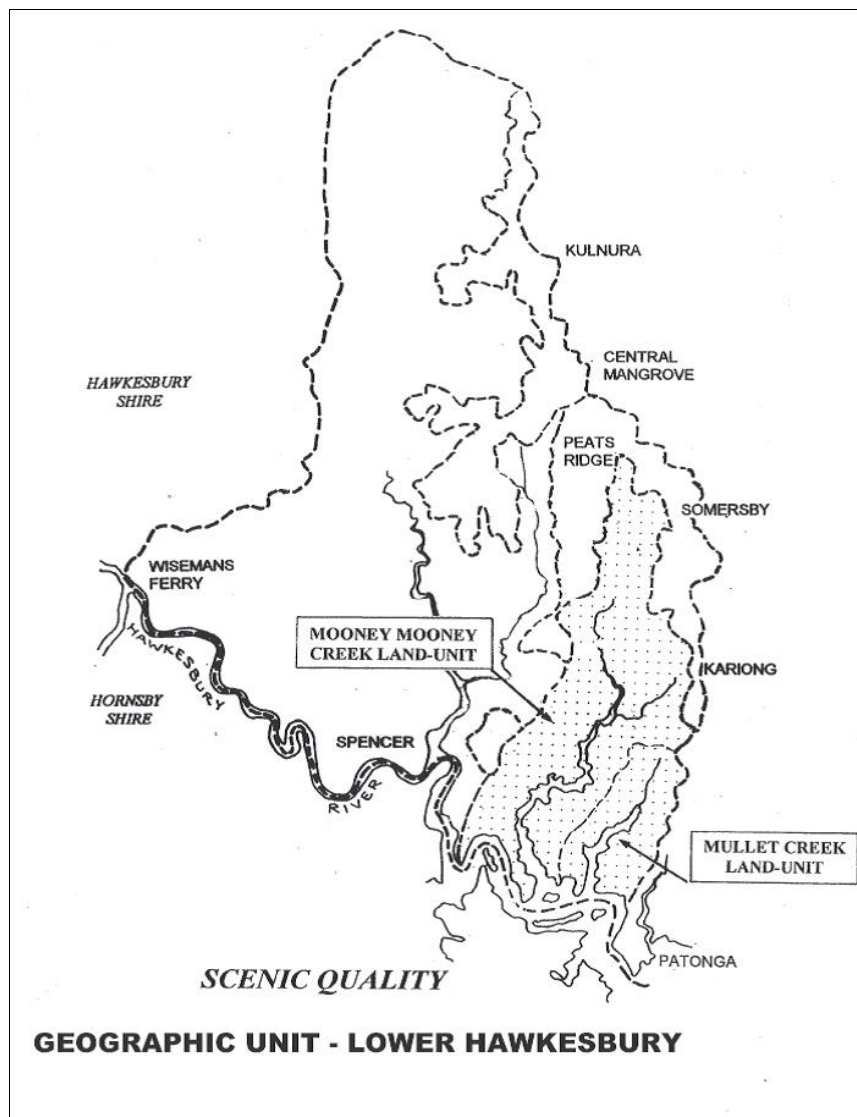 KULNURA
CENTRAL
MANGROVE
HAWKESBURY
SHIRE
PEATS
RIDGE
SOMERSBY
WISEMANS
FERRY
MOONEY MOONEY
CREEK LAND-UNIT
HAWKESBURY
KARIONG
HORNSBY
SHIRE
SPENCER
RIVER
MULLET CREEK
LAND-UNIT
PATONGA
SCENIC QUALITY
GEOGRAPHIC UNIT - LOWER HAWKESBURY